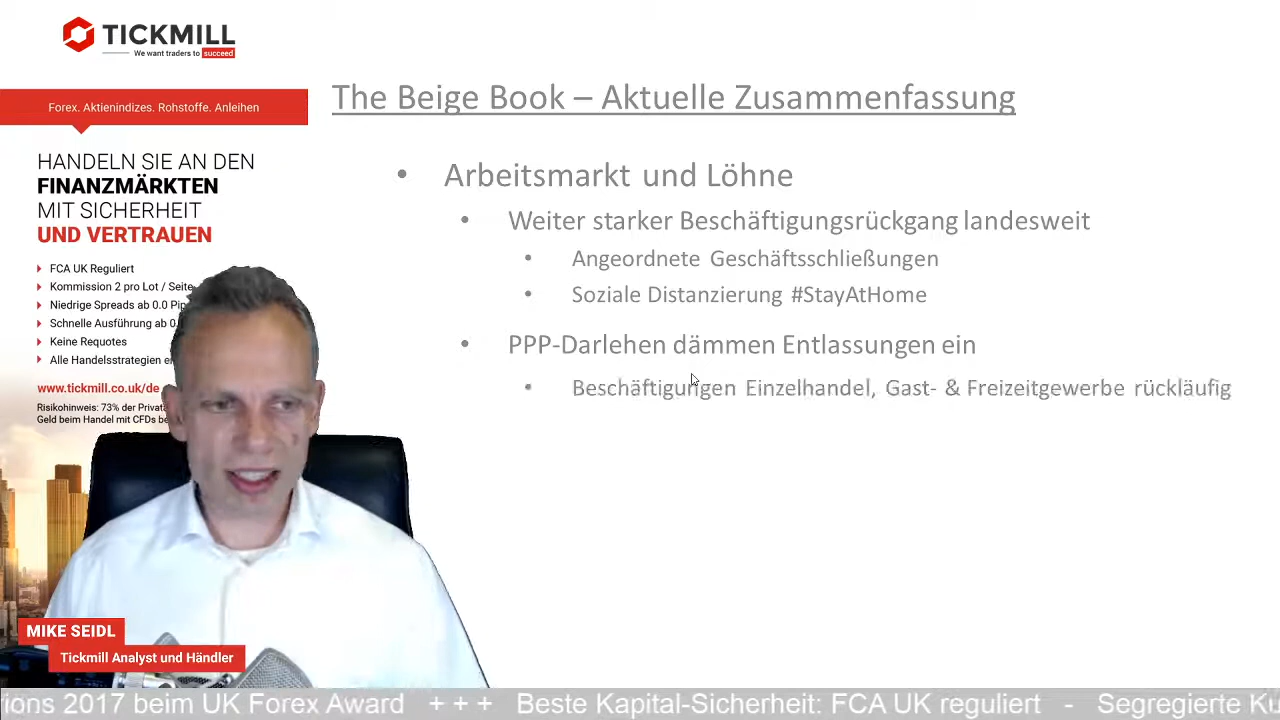 TICKMILL
We want traders to succeed
Forex. Aktienindizes. Rohstoffe. Anleihen
HANDELN SIE AN DEN
FINANZMÄRKTEN
MIT SICHERHEIT
UND VERTRAUEN
FCA UK Reguliert
Kommission 2 pro Lot / Seite
Niedrige Spreads ab 0.0 Pip
Schnelle Ausführung ab 0
Keine Requotes
Alle Handelsstrategien
www.tickmill.co.uk/de
Risikohinweis: 73% der
Geld beim Handel mit CFDs
The Beige Book – Aktuelle Zusammenfassung
• Arbeitsmarkt und Löhne
• Weiter starker Beschäftigungsrückgang landesweit
• Angeordnete Geschäftsschließungen
• Soziale Distanzierung #StayAtHome
• PPP-Darlehen dämmen Entlassungen ein
• Beschäftigungen Einzelhandel, Gast- & Freizeitgewerbe rückläufig
MIKE SEIDL
Tickmill Analyst und Händler
2017 beim UK Forex Award + + + Beste Kapital-Sicherheit: FCA UK reguliert - Segregierte